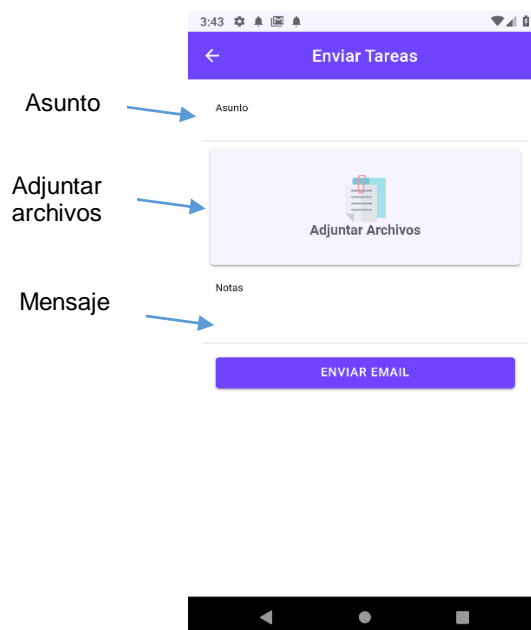 3:43
Enviar Tareas
Asunto
Asunto
Adjuntar
archivos
Adjuntar Archivos
Mensaje
Notas
ENVIAR EMAIL